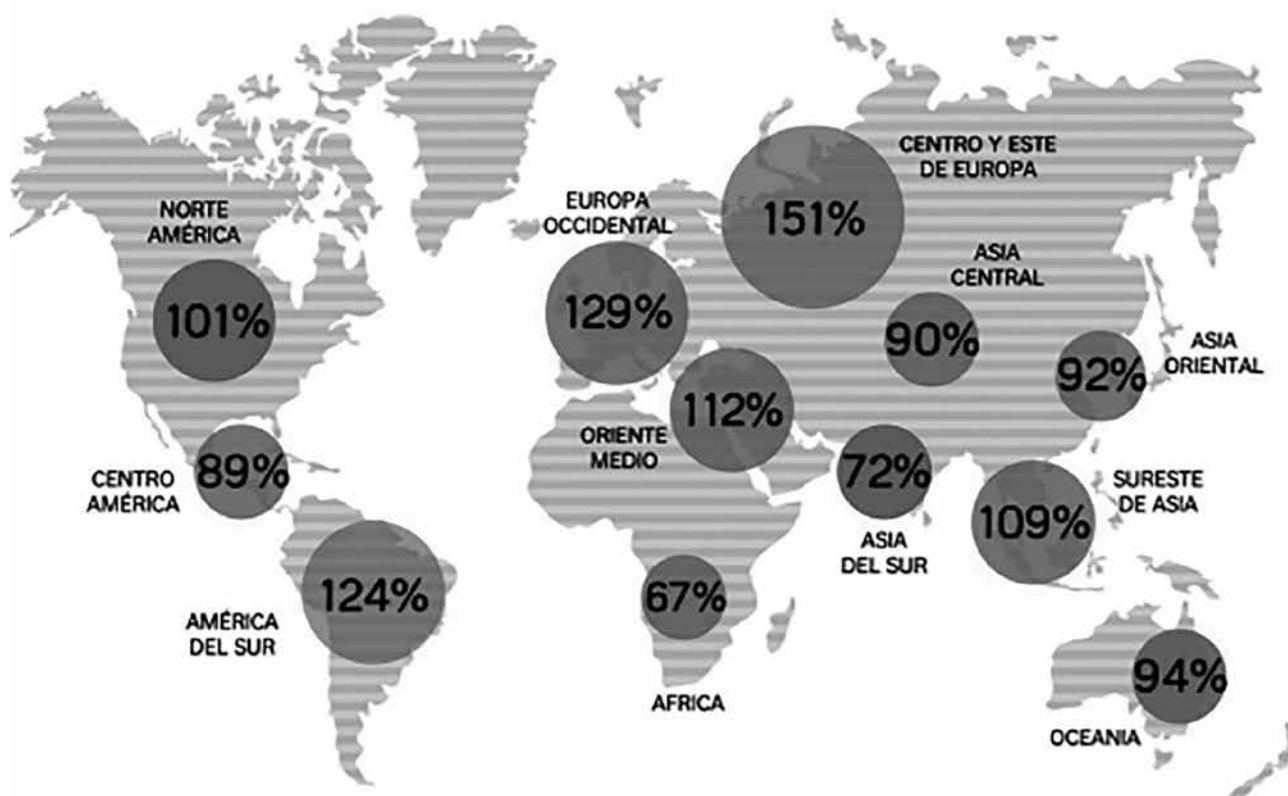 NORTE
AMÉRICA
101%
CENTRO
AMÉRICA
89%
AMÉRICA
DEL SUR
124%
EUROPA
OCCIDENTAL
129%
CENTRO Y ESTE
DE EUROPA
151%
ASIA
CENTRAL
90%
ASIA
ORIENTAL
92%
ORIENTE
MEDIO
112%
ASIA
DEL SUR
72%
SURESTE
DE ASIA
109%
AFRICA
67%
OCEANIA
94%